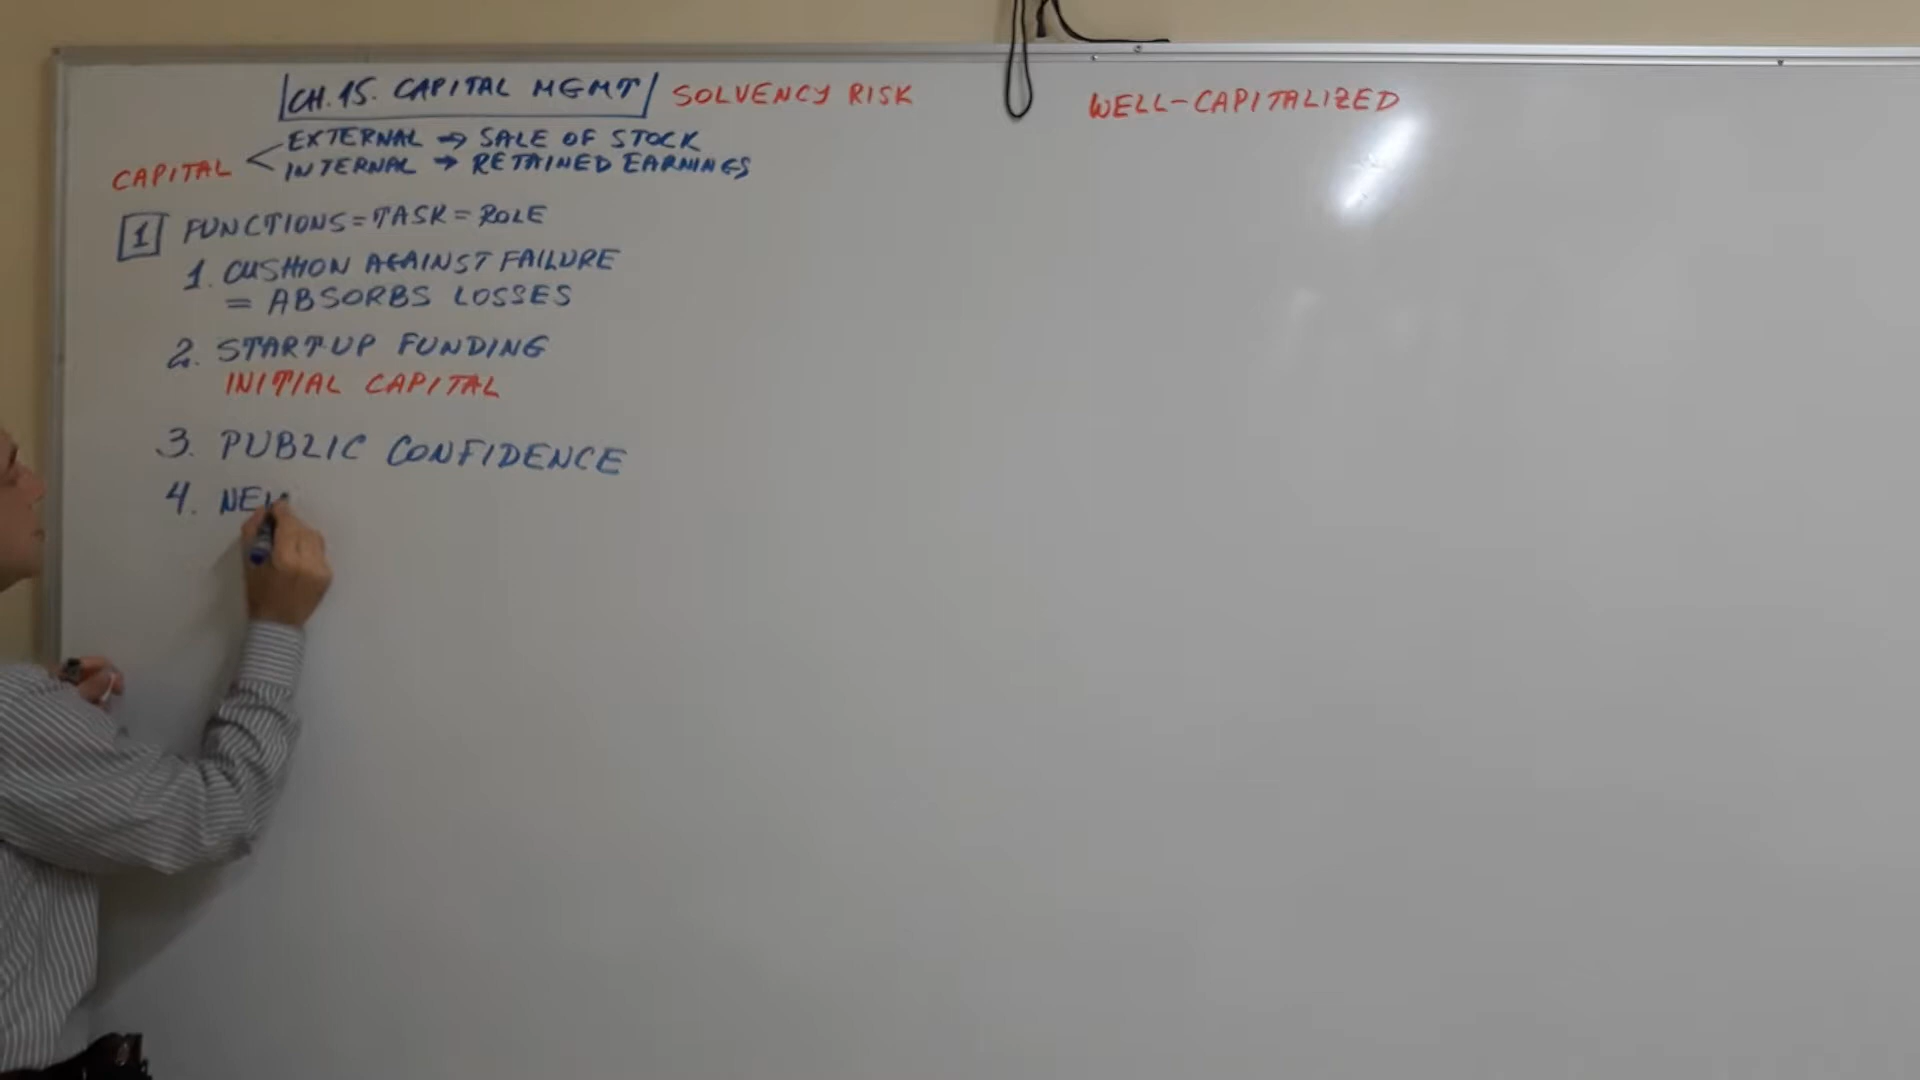 CH.15. CAPITAL MGMT SOLVENCY RISK WELL-CAPITALIZED
EXTERNAL → SALE OF STOCK
CAPITAL
INTERNAL → RETAINED EARNINGS
1 FUNCTIONS = TASK = ROLE
1. CUSHION AGAINST FAILURE
= ABSORBS LOSSES
2. START-UP FUNDING
INITIAL CAPITAL
3. PUBLIC CONFIDENCE
4.